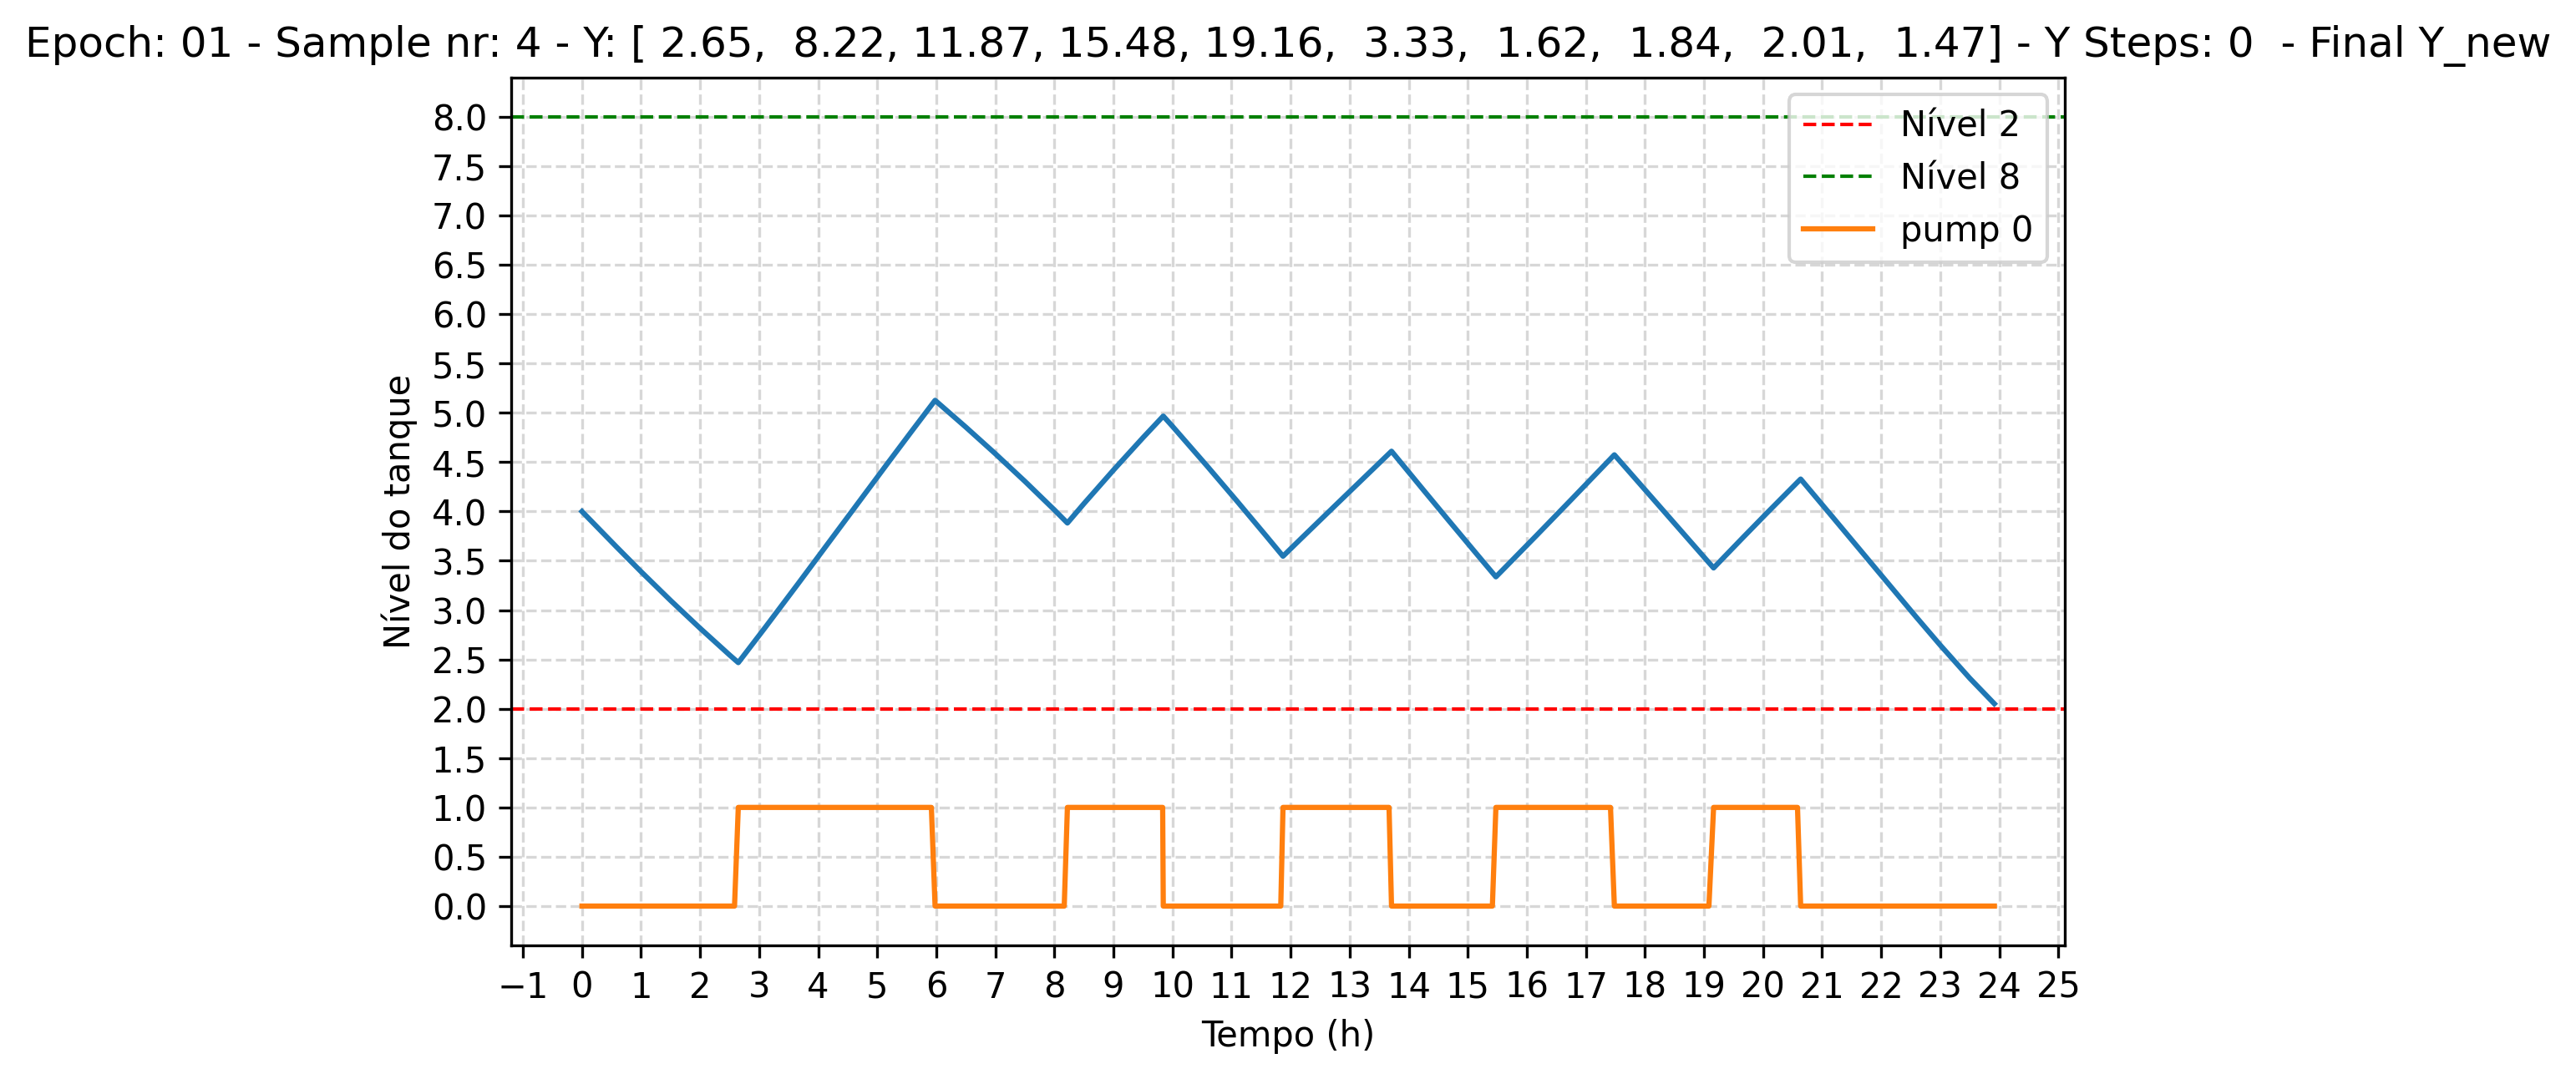 Epoch: 01 - Sample nr: 4 - Y: [ 2.65,  8.22, 11.87, 15.48, 19.16,  3.33,  1.62,  1.84,  2.01,  1.47] - Y Steps: 0  - Final Y_new
Nível 2
Nível 8
pump 0
8.0
7.5
7.0
6.5
6.0
5.5
5.0
4.5
4.0
3.5
3.0
2.5
2.0
1.5
1.0
0.5
0.0
Nível do tanque
−1 0 1 2 3 4 5 6 7 8 9 10 11 12 13 14 15 16 17 18 19 20 21 22 23 24 25
Tempo (h)